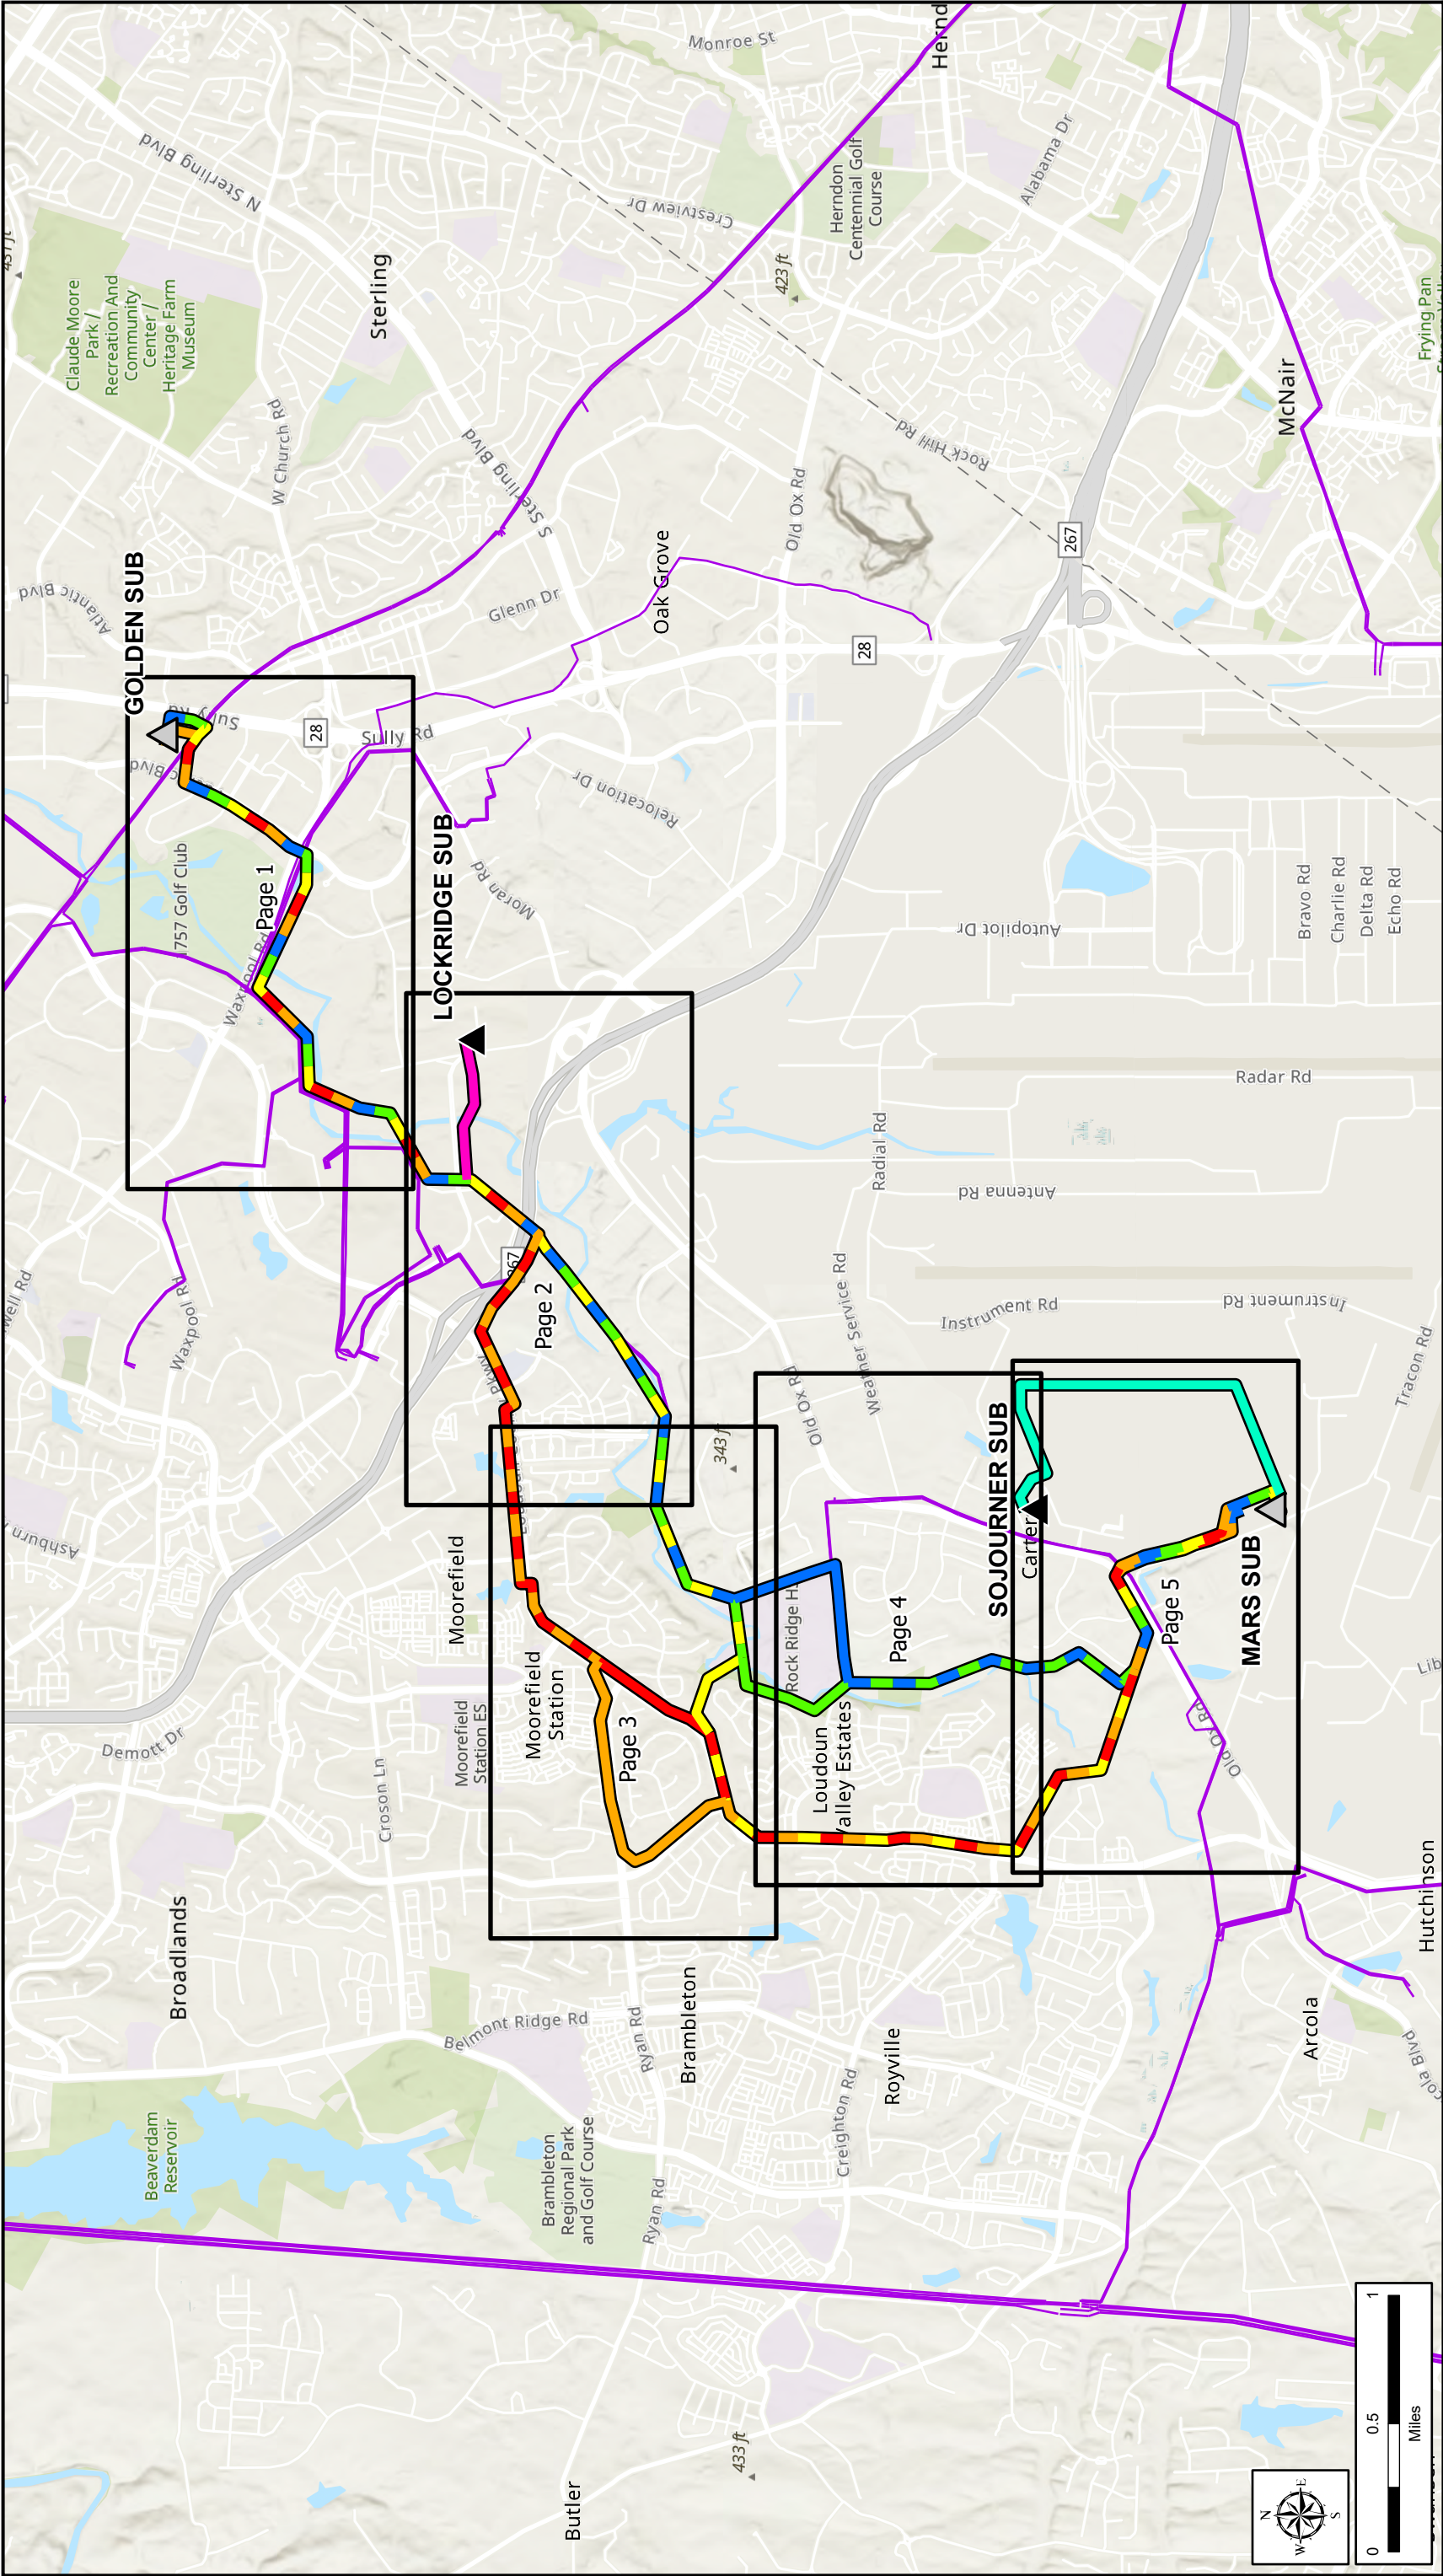 Beaverdam
Reservoir
Broadlands
Demott Dr
Waxpool Rd
Waxpool Rd
1757 Golf Club
GOLDEN SUB
Atlantic Blvd
Sully Rd
Claude Moore
Park /
Recreation And
Community
Center /
Heritage Farm
Museum
N Sterling Blvd
Page 1
W Church Rd
28
Sterling
Croson Ln
Sully Rd
Moorefield
Moorefield
Station ES
LOCKRIDGE SUB
Moran Rd
S Sterling Blvd
Belmont Ridge Rd
Glenn Dr
Moorefield
Station
Page 2
Brambleton
Regional Park
and Golf Course
Butler
Page 3
Relocation Dr
Ryan Rd
Ryan Rd
Oak Grove
Crestview Dr
Brambleton
343 ft
Monroe St
433 ft
423 ft
Rock Ridge H
Old Ox Rd
Old Ox Rd
Loudoun
Valley Estates
Creighton Rd
Weather Service Rd
Herndon
Centennial Golf
Course
28
Royville
Page 4
Radial Rd
Rock Hill Rd
Hernd
SOJOURNER SUB
Instrument Rd
Antenna Rd
Autopilot Dr
Carter
Alabama Dr
267
Page 5
Old Ox Rd
MARS SUB
Radar Rd
Instrument Rd
McNair
Arcola
Bravo Rd
Charlie Rd
Delta Rd
Echo Rd
Tracon Rd
Hutchinson
Frying Pan
N
W
E
S
0
0.5
1
Miles